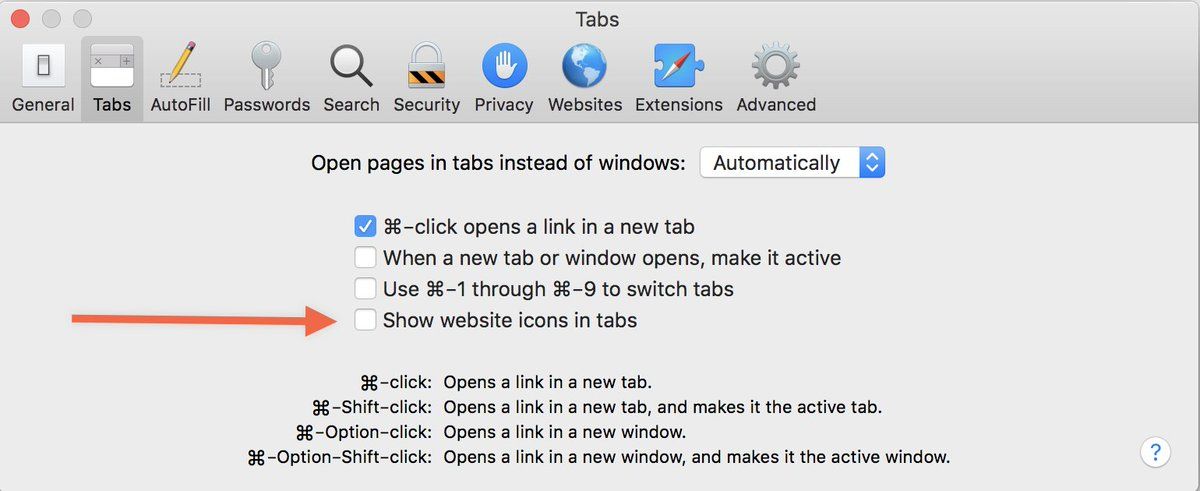 Tabs
General Tabs AutoFill Passwords Search Security Privacy Websites Extensions Advanced
Open pages in tabs instead of windows: Automatically
⌘-click opens a link in a new tab
When a new tab or window opens, make it active
Use ⌘-1 through ⌘-9 to switch tabs
Show website icons in tabs
⌘-click: Opens a link in a new tab.
⌘-Shift-click: Opens a link in a new tab, and makes it the active tab.
⌘-Option-click: Opens a link in a new window.
⌘-Option-Shift-click: Opens a link in a new window, and makes it the active window.
?